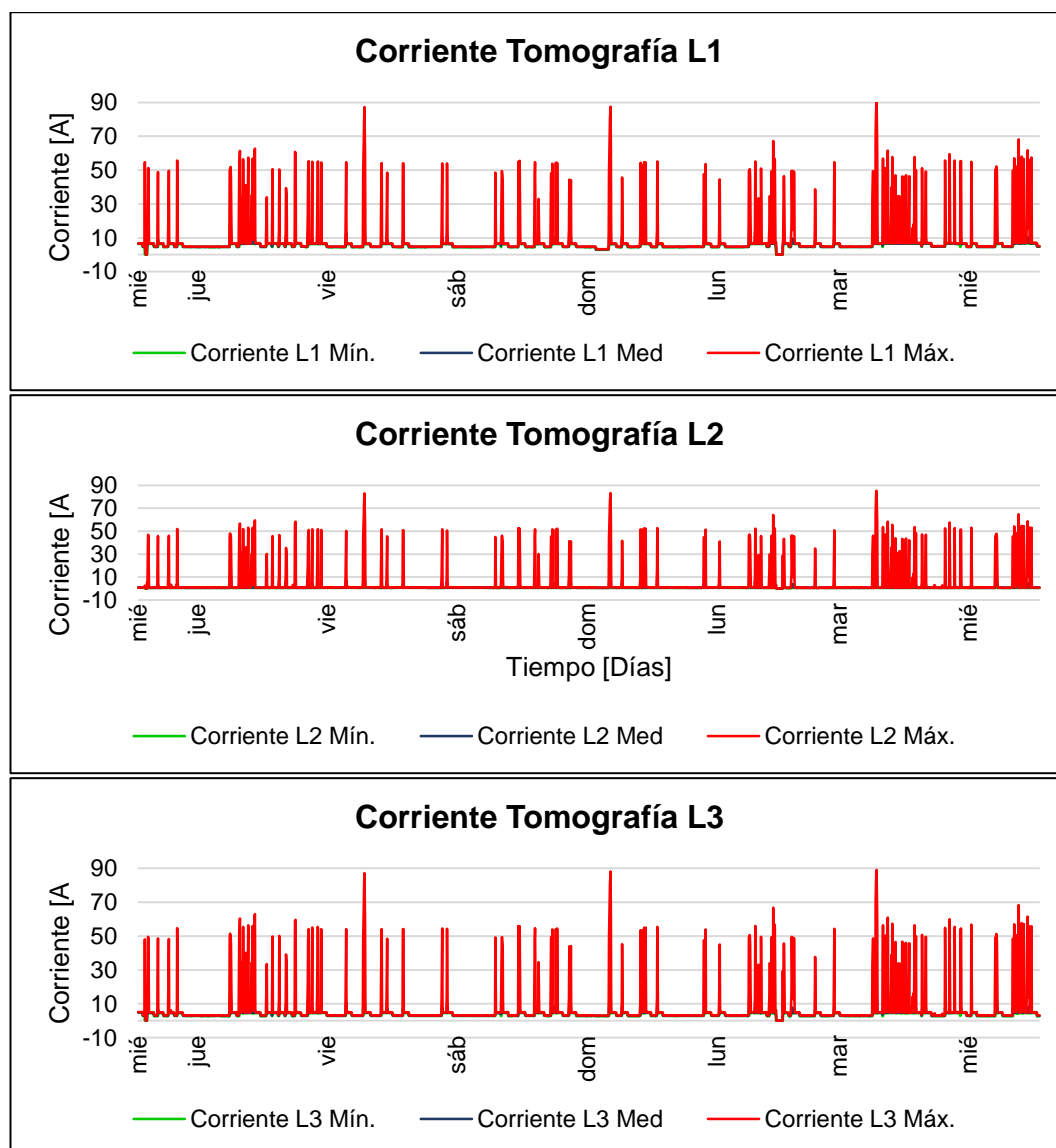 Corriente Tomografía L1
Corriente [A]
90
70
50
30
10
-10
mié
jue
vie
sáb
dom
lun
mar
mié
Corriente L1 Mín.
Corriente L1 Med
Corriente L1 Máx.
Corriente Tomografía L2
Corriente [A
90
70
50
30
10
-10
mié
jue
vie
sáb
dom
lun
mar
mié
Tiempo [Días]
Corriente L2 Mín.
Corriente L2 Med
Corriente L2 Máx.
Corriente Tomografía L3
Corriente [A
90
70
50
30
10
-10
mié
jue
vie
sáb
dom
lun
mar
mié
Corriente L3 Mín.
Corriente L3 Med
Corriente L3 Máx.